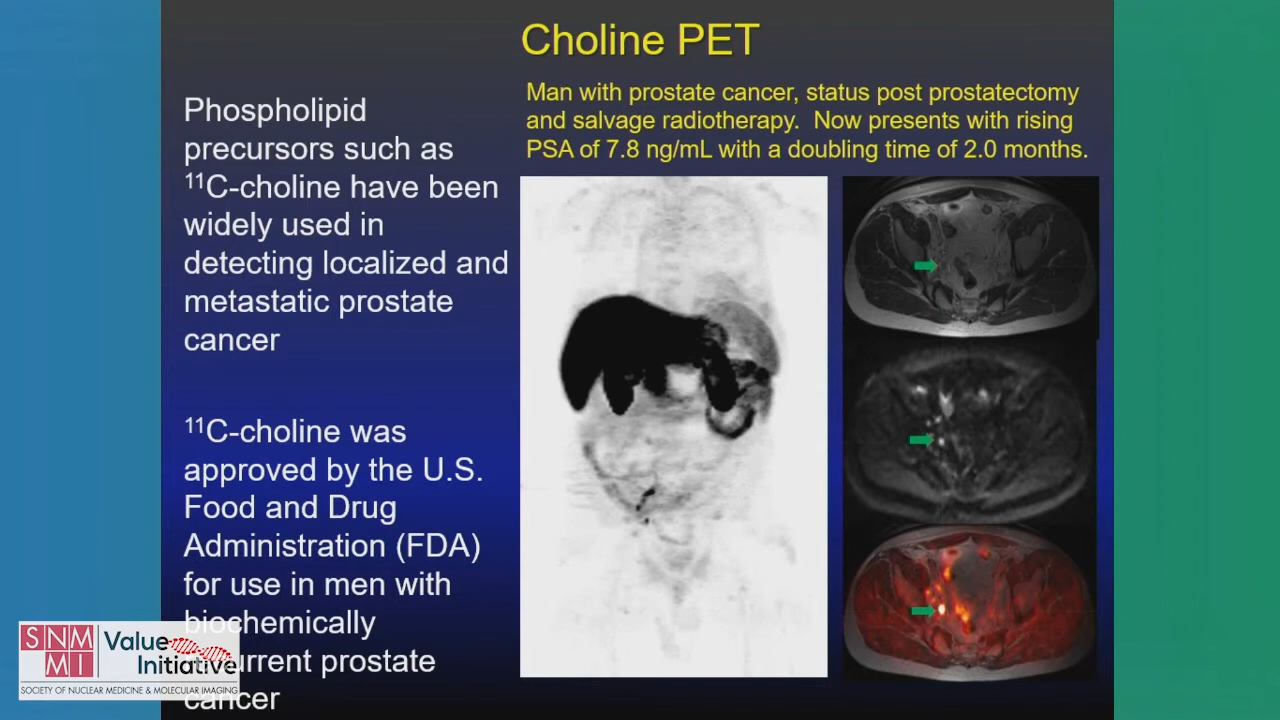 Choline PET
Phospholipid
precursors such as
¹¹C-choline have been
widely used in
detecting localized and
metastatic prostate
cancer
¹¹C-choline was
approved by the U.S.
Food and Drug
Administration (FDA)
for use in men with
biochemically
urrent prostate
cancer
Man with prostate cancer, status post prostatectomy
and salvage radiotherapy. Now presents with rising
PSA of 7.8 ng/mL with a doubling time of 2.0 months.
SNM
MI
Value
Initiative
SOCIETY OF NUCLEAR MEDICINE & MOLECULAR IMAGING